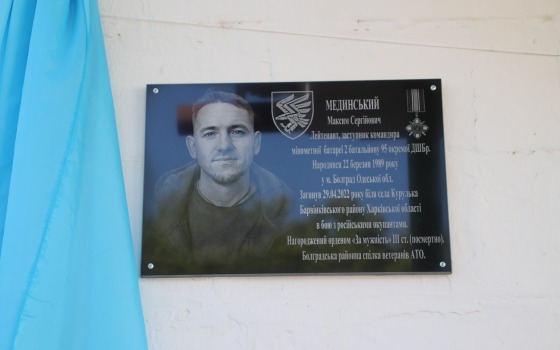 МЕДИНСЬКИЙ
Максим Сергійович
Лейтенант, заступник командира
мінометної батареї 2 батальйону 95 окремої ДШБр.
Народився 22 березня 1989 року
у м. Болград Одеської обл.
Загинув 29.04.2022 року біля села Курулька
Барвінківського району Харківської області
в бою з російськими окупантами.
Нагороджений орденом «За мужність» ІІІ ст. (посмертно).
Болградська районна спілка ветеранів АТО.